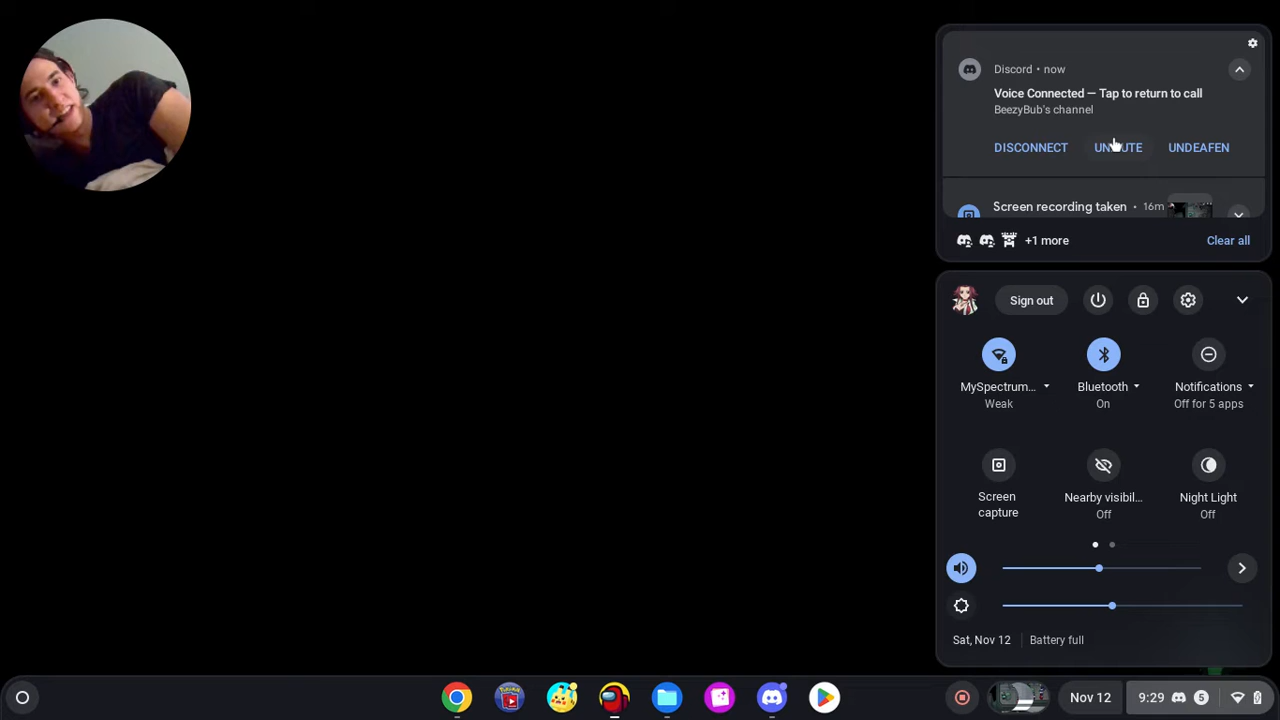 Discord • now
Voice Connected — Tap to return to call
BeezyBub's channel
DISCONNECT UNMUTE UNDEAFEN
Screen recording taken • 16m
+1 more Clear all
Sign out
MySpectrum... Bluetooth Notifications
Weak On Off for 5 apps
Screen capture Nearby visibil... Night Light
Off Off
Sat, Nov 12 Battery full
Nov 12 9:29 5